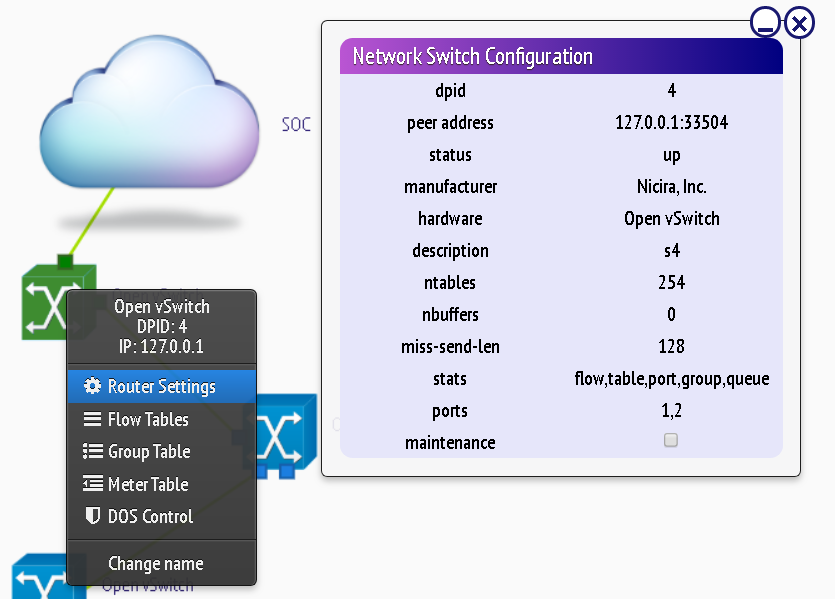 SOC
Network Switch Configuration
dpid 4
peer address 127.0.0.1:33504
status up
manufacturer Nicira, Inc.
hardware Open vSwitch
description s4
ntables 254
nbuffers 0
miss-send-len 128
stats flow,table,port,group,queue
ports 1,2
maintenance
Open vSwitch
DPID: 4
IP: 127.0.0.1
Router Settings
Flow Tables
Group Table
Meter Table
DOS Control
Change name
Open vSwitch